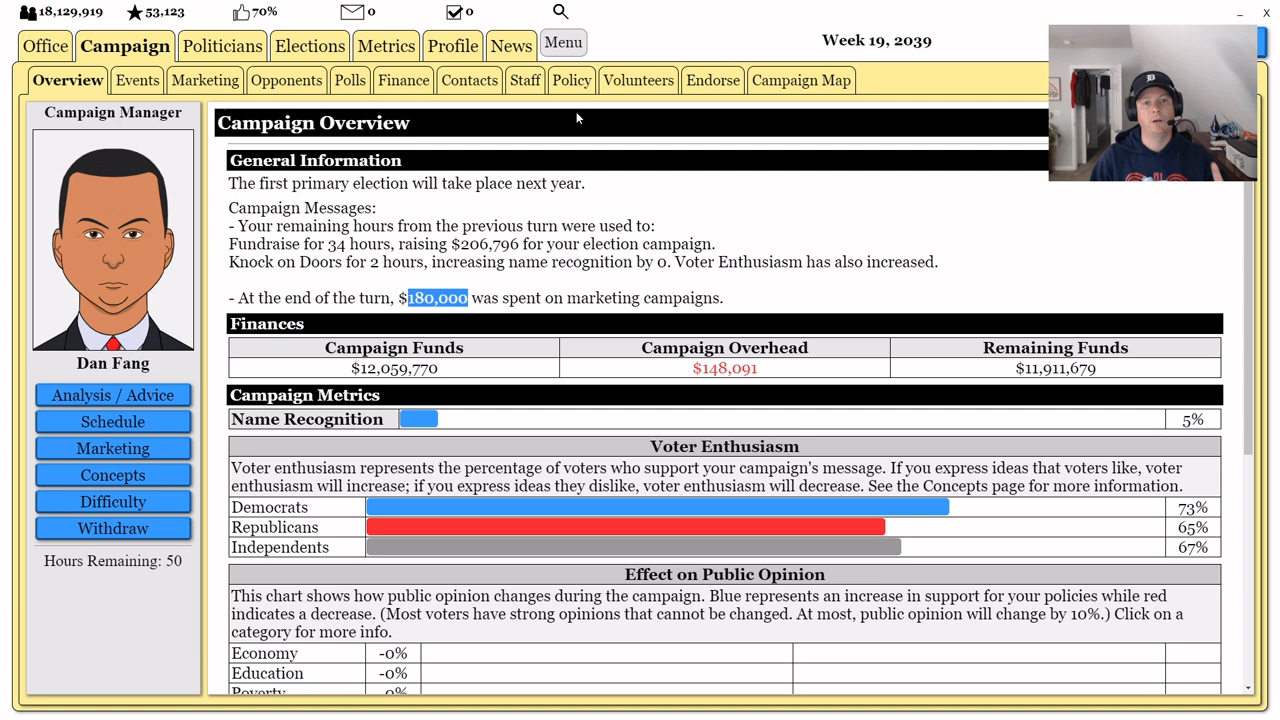 18,129,919 53,123 70% 0 0
_ X
Office Campaign Politicians Elections Metrics Profile News Menu Week 19, 2039
Overview Events Marketing Opponents Polls Finance Contacts Staff Policy Volunteers Endorse Campaign Map
Campaign Manager
Dan Fang
Analysis / Advice
Schedule
Marketing
Concepts
Difficulty
Withdraw
Hours Remaining: 50
Campaign Overview
General Information
The first primary election will take place next year.
Campaign Messages:
- Your remaining hours from the previous turn were used to:
Fundraise for 34 hours, raising $206,796 for your election campaign.
Knock on Doors for 2 hours, increasing name recognition by 0. Voter Enthusiasm has also increased.
- At the end of the turn, $180,000 was spent on marketing campaigns.
Finances
Campaign Funds Campaign Overhead Remaining Funds
$12,059,770 $148,091 $11,911,679
Campaign Metrics
Name Recognition 5%
Voter Enthusiasm
Voter enthusiasm represents the percentage of voters who support your campaign's message. If you express ideas that voters like, voter
enthusiasm will increase; if you express ideas they dislike, voter enthusiasm will decrease. See the Concepts page for more information.
Democrats 73%
Republicans 65%
Independents 67%
Effect on Public Opinion
This chart shows how public opinion changes during the campaign. Blue represents an increase in support for your policies while red
indicates a decrease. (Most voters have strong opinions that cannot be changed. At most, public opinion will change by 10%.) Click on a
category for more info.
Economy -0%
Education -0%
Poverty -0%